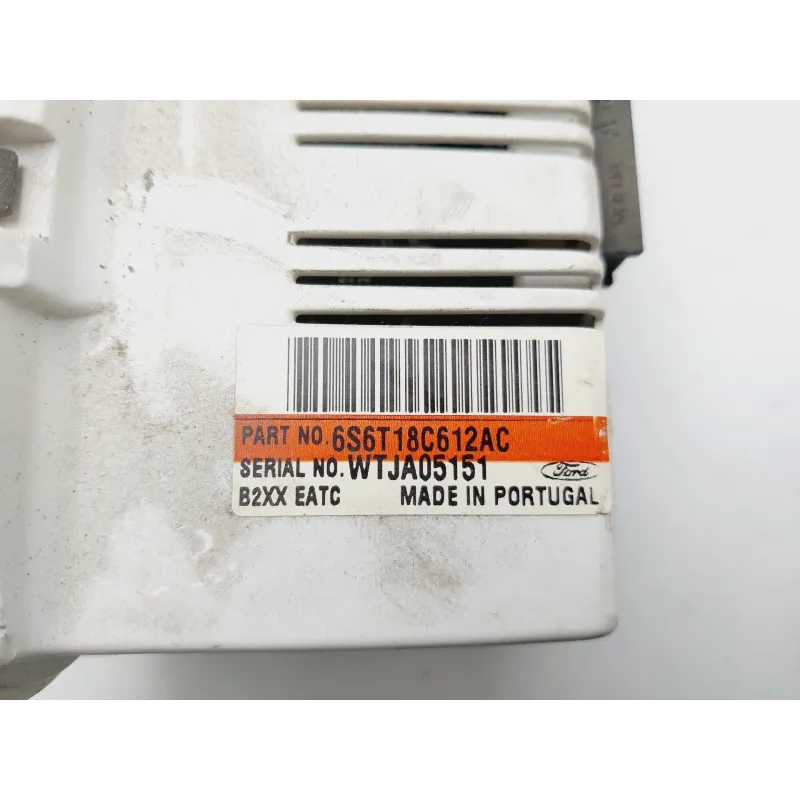 PART NO. 6S6T18C612AC
SERIAL NO. WTJA05151
Ford
B2XX EATC MADE IN PORTUGAL